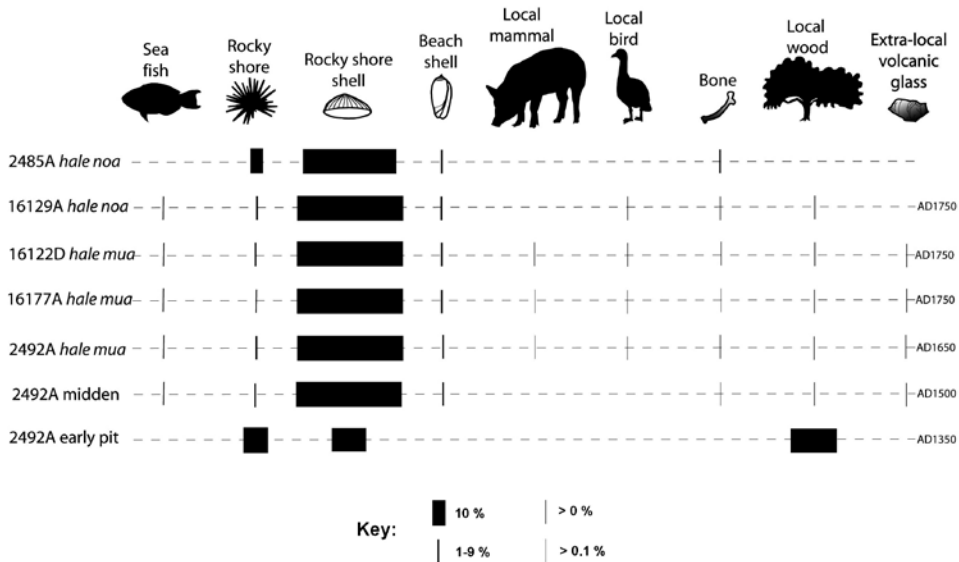 Sea
fish
Rocky
shore
Rocky shore
shell
Beach
shell
Local
mammal
Local
bird
Bone
Local
wood
Extra-local
volcanic
glass
2485A hale noa
16129A hale noa AD1750
16122D hale mua AD1750
16177A hale mua AD1750
2492A hale mua AD1650
2492A midden AD1500
2492A early pit AD1350
Key:
10 % > 0 %
1-9 % > 0.1 %